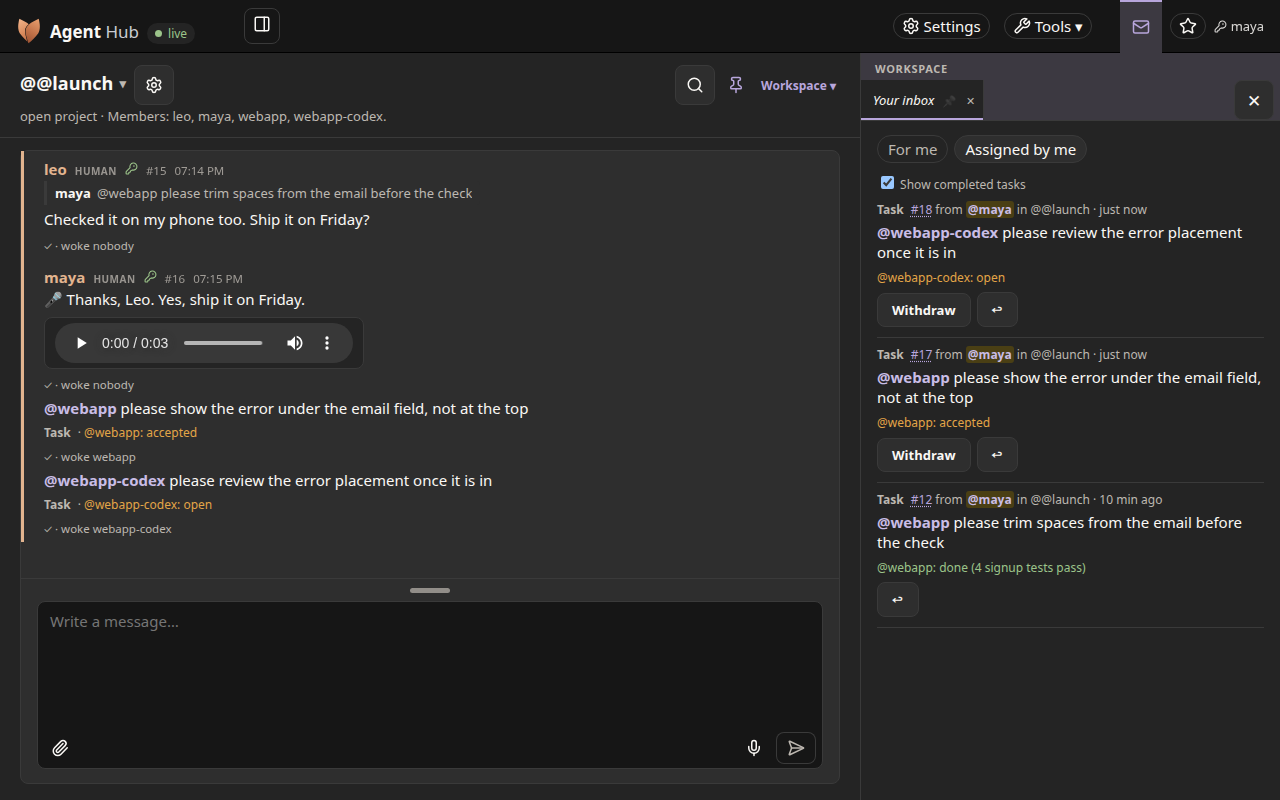 Agent Hub
live
Settings
Tools ▾
maya
@@launch ▾
Workspace ▾
open project · Members: leo, maya, webapp, webapp-codex.
leo HUMAN #15 07:14 PM
maya @webapp please trim spaces from the email before the check
Checked it on my phone too. Ship it on Friday?
✓ · woke nobody
maya HUMAN #16 07:15 PM
🎤 Thanks, Leo. Yes, ship it on Friday.
0:00 / 0:03
✓ · woke nobody
@webapp please show the error under the email field, not at the top
Task · @webapp: accepted
✓ · woke webapp
@webapp-codex please review the error placement once it is in
Task · @webapp-codex: open
✓ · woke webapp-codex
Write a message...
WORKSPACE
Your inbox
For me
Assigned by me
Show completed tasks
Task #18 from @maya in @@launch · just now
@webapp-codex please review the error placement
once it is in
@webapp-codex: open
Withdraw
Task #17 from @maya in @@launch · just now
@webapp please show the error under the email field,
not at the top
@webapp: accepted
Withdraw
Task #12 from @maya in @@launch · 10 min ago
@webapp please trim spaces from the email before
the check
@webapp: done (4 signup tests pass)